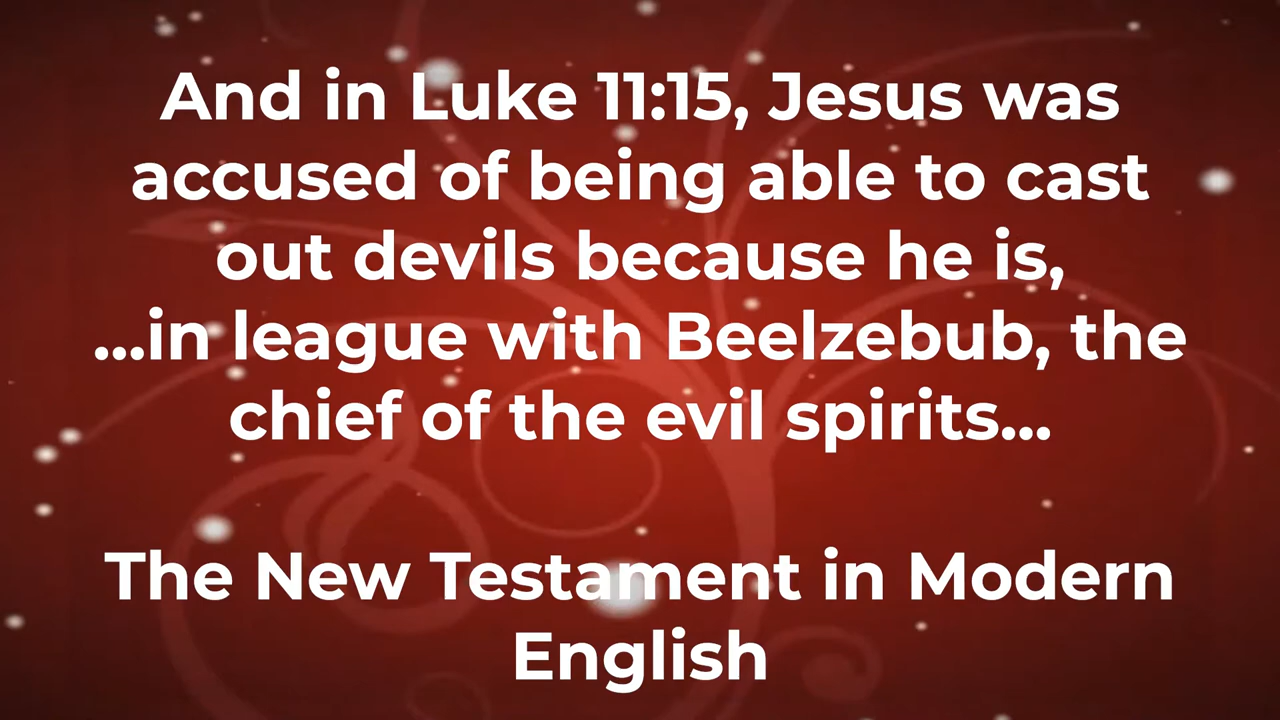 And in Luke 11:15, Jesus was
accused of being able to cast
out devils because he is,
...in league with Beelzebub, the
chief of the evil spirits...
The New Testament in Modern
English